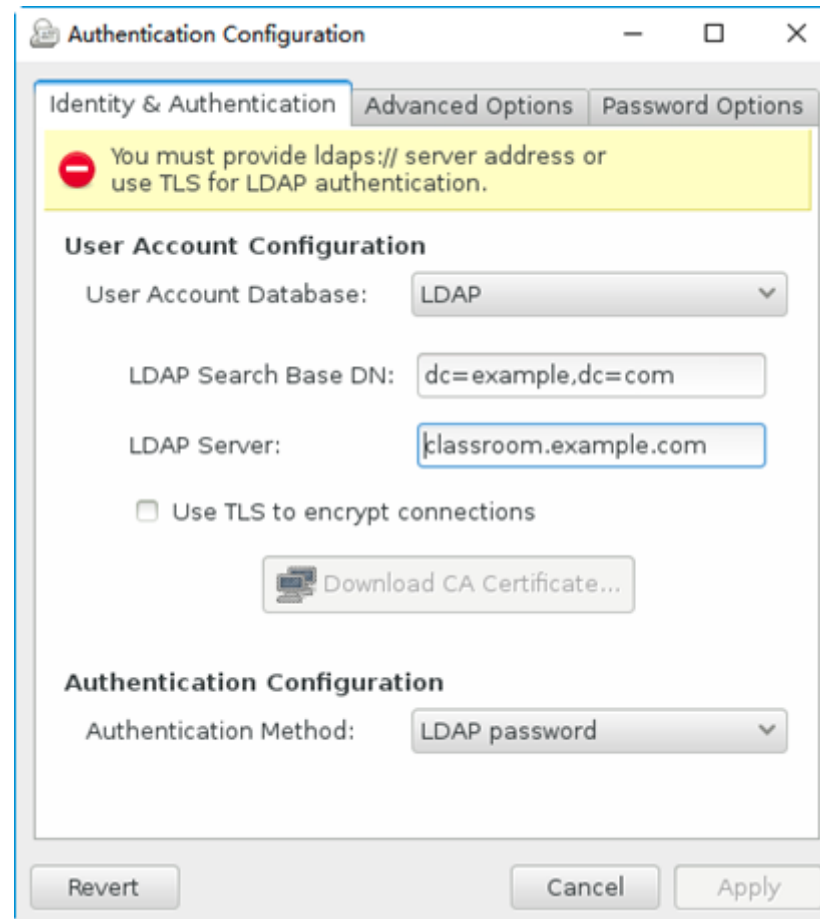 Authentication Configuration
Identity & Authentication
Advanced Options
Password Options
You must provide ldaps:// server address or
use TLS for LDAP authentication.
User Account Configuration
User Account Database: LDAP
LDAP Search Base DN: dc=example,dc=com
LDAP Server: classroom.example.com
Use TLS to encrypt connections
Download CA Certificate...
Authentication Configuration
Authentication Method: LDAP password
Revert
Cancel
Apply